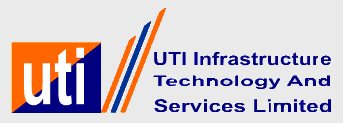 uti
UTI Infrastructure
Technology And
Services Limited